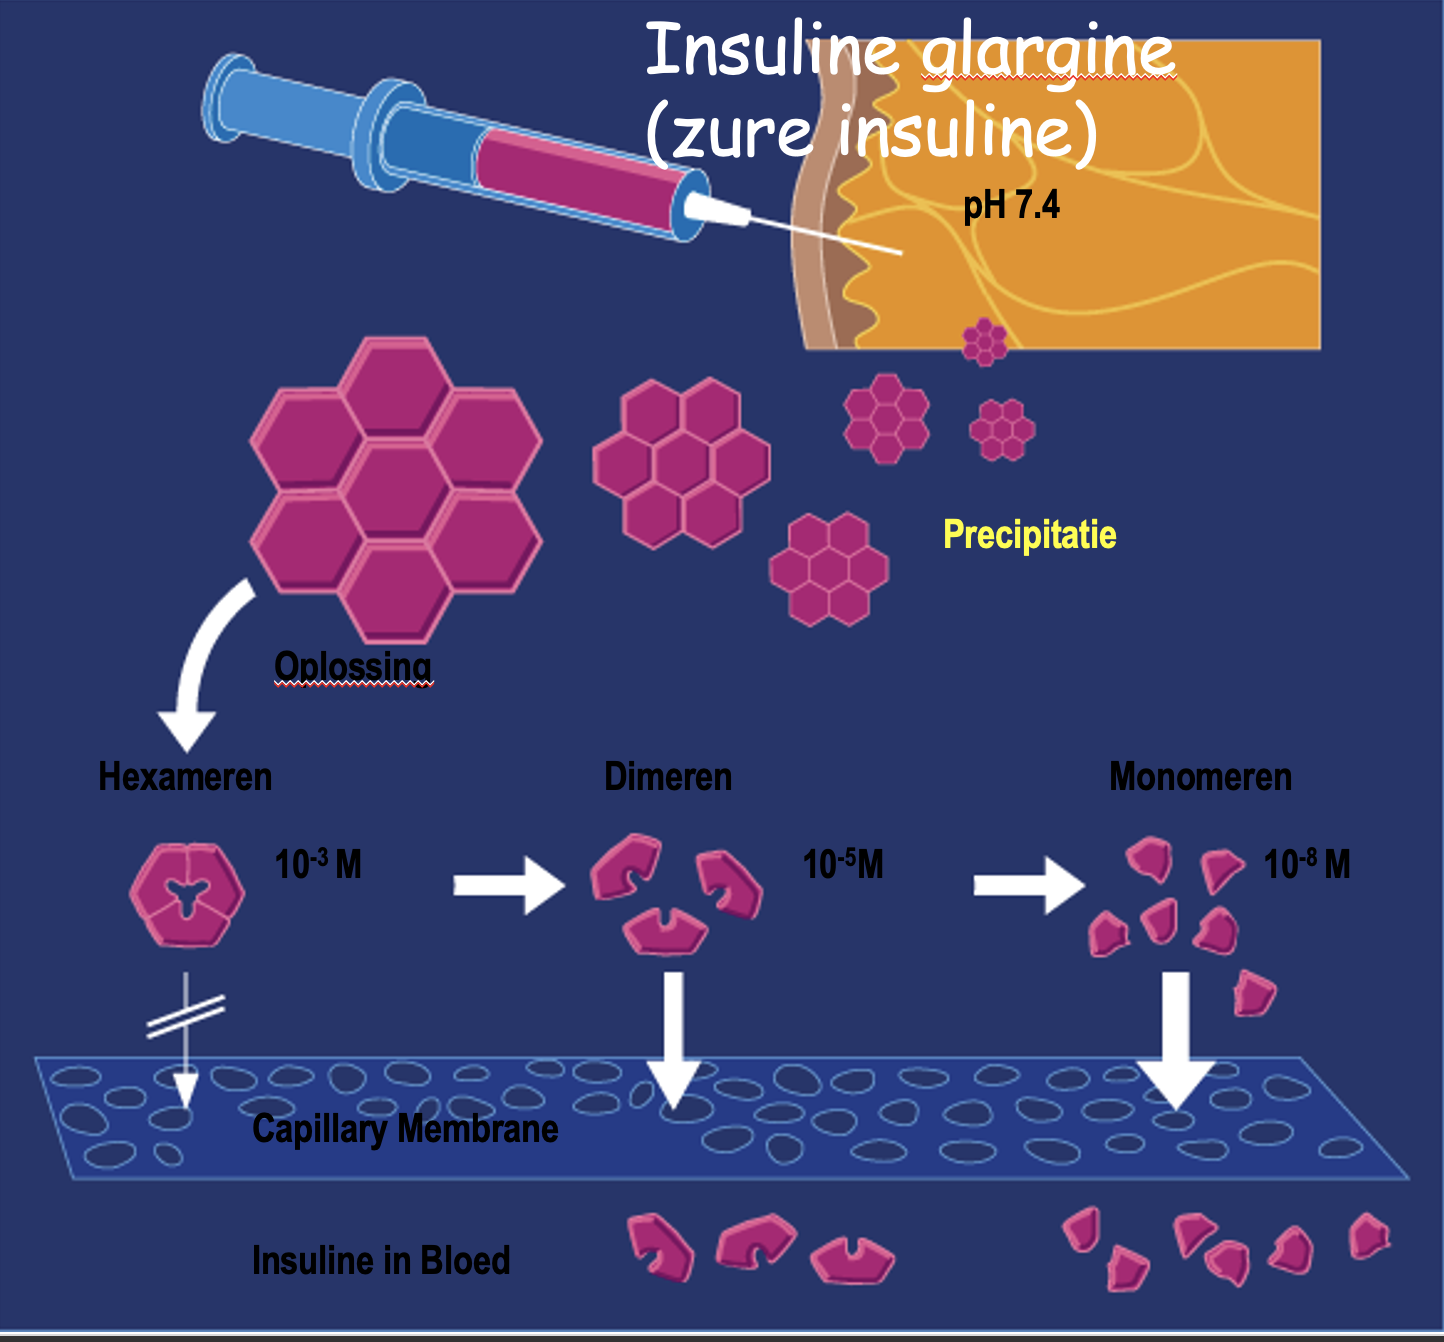 Insuline glargine
(zure insuline)
pH 7.4
Precipitatie
Oplossing
Hexameren
Dimeren
Monomeren
10⁻³ M
10⁻⁵M
10⁻⁸ M
Capillary Membrane
Insuline in Bloed